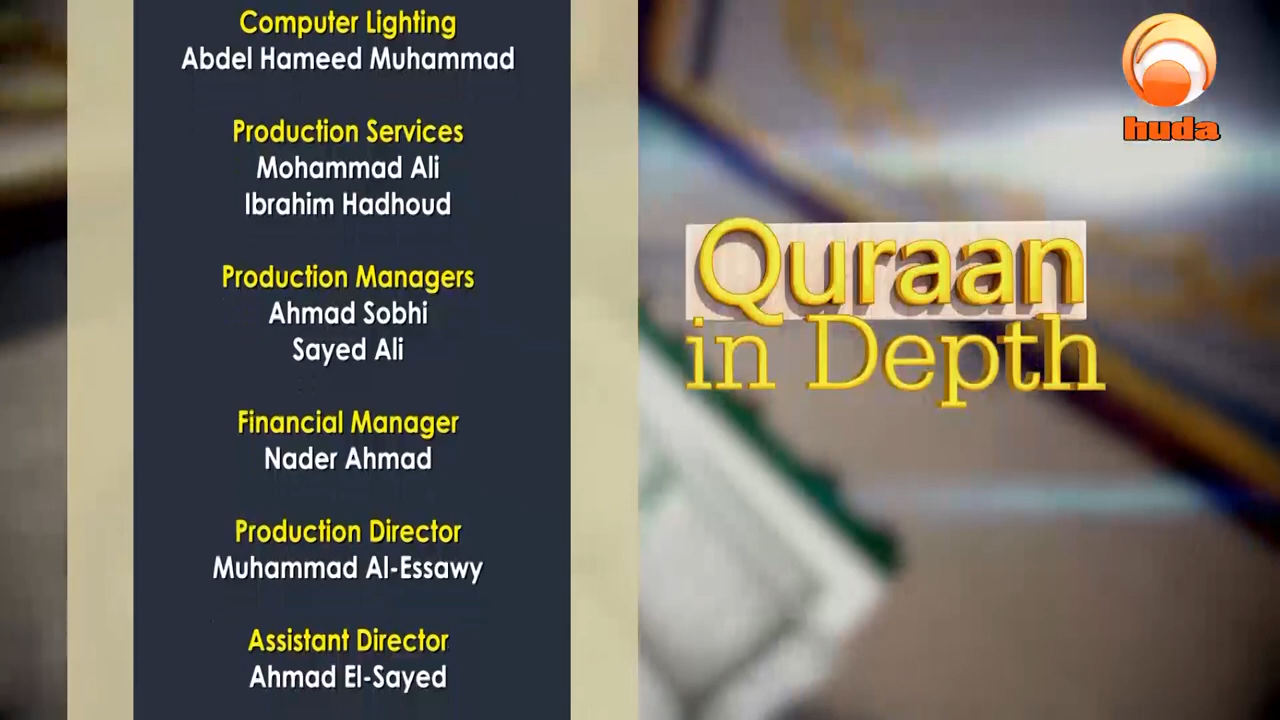 Computer Lighting
Abdel Hameed Muhammad
Production Services
Mohammad Ali
Ibrahim Hadhoud
Production Managers
Ahmad Sobhi
Sayed Ali
Financial Manager
Nader Ahmad
Production Director
Muhammad Al-Essawy
Assistant Director
Ahmad El-Sayed
huda
Quraan
in Depth